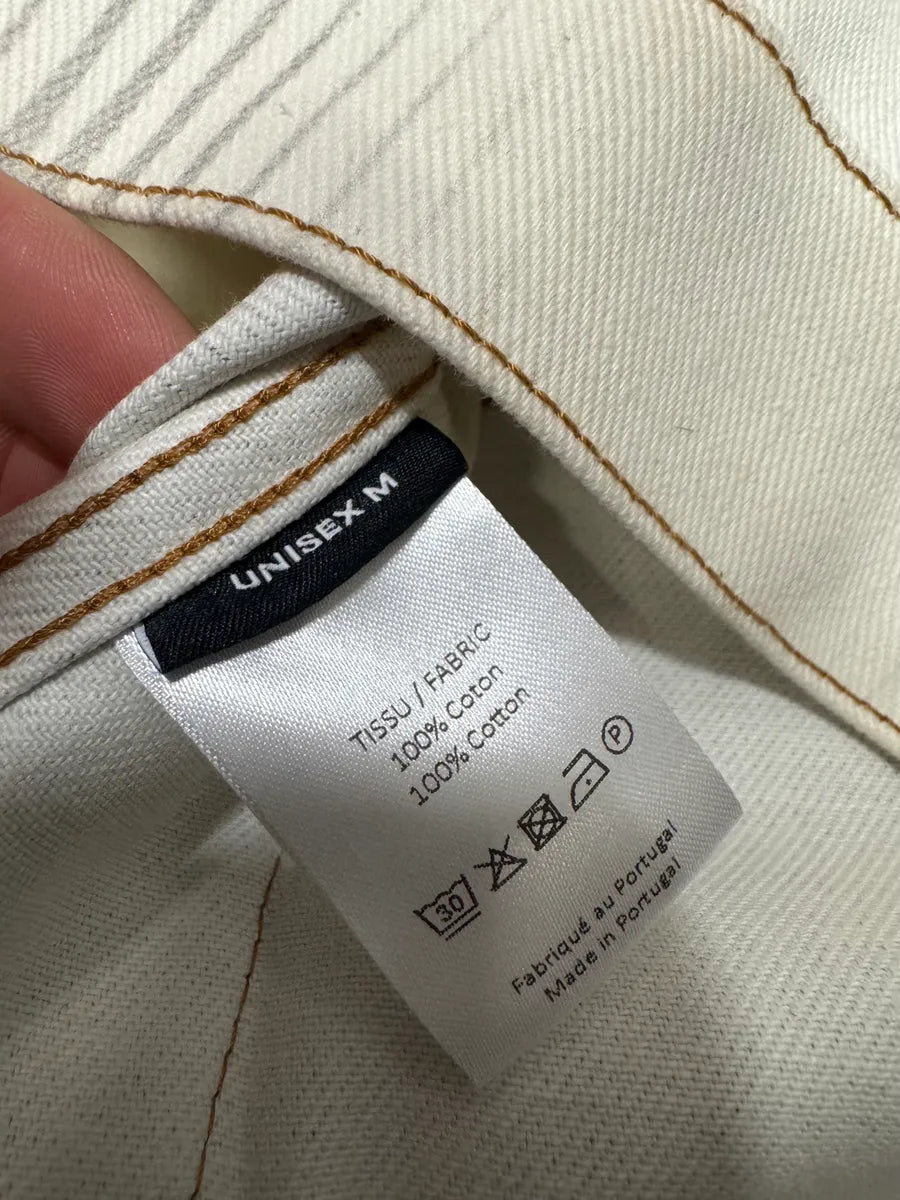 UNISEX M
TISSU / FABRIC
100% Coton
100% Cotton
30
P
Fabriqué au Portugal
Made in Portugal